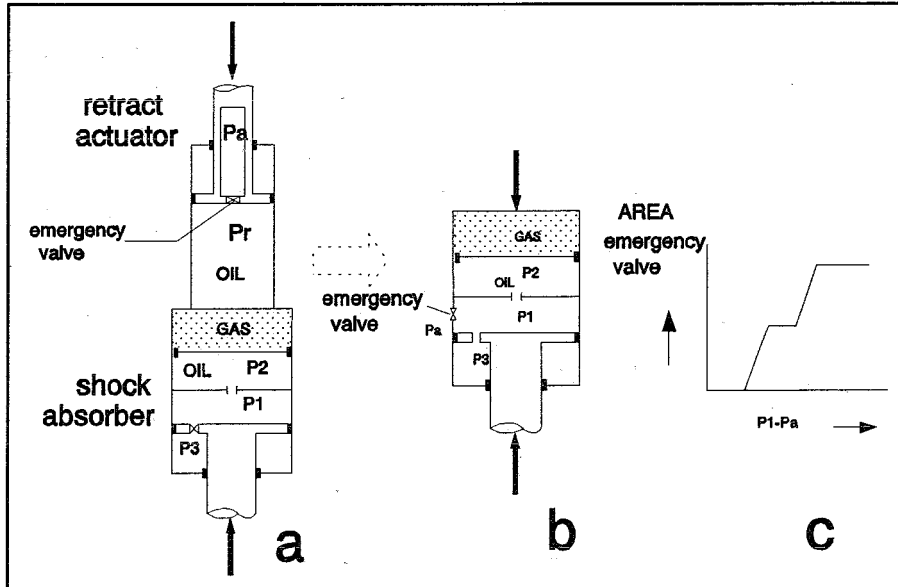 retract
actuator
Pa
emergency
valve
Pr
OIL
GAS
OIL P2
P1
shock
absorber
P3
a
GAS
P2
OIL
emergency
valve
P1
Pa
P3
b
AREA
emergency
valve
P1-Pa
c